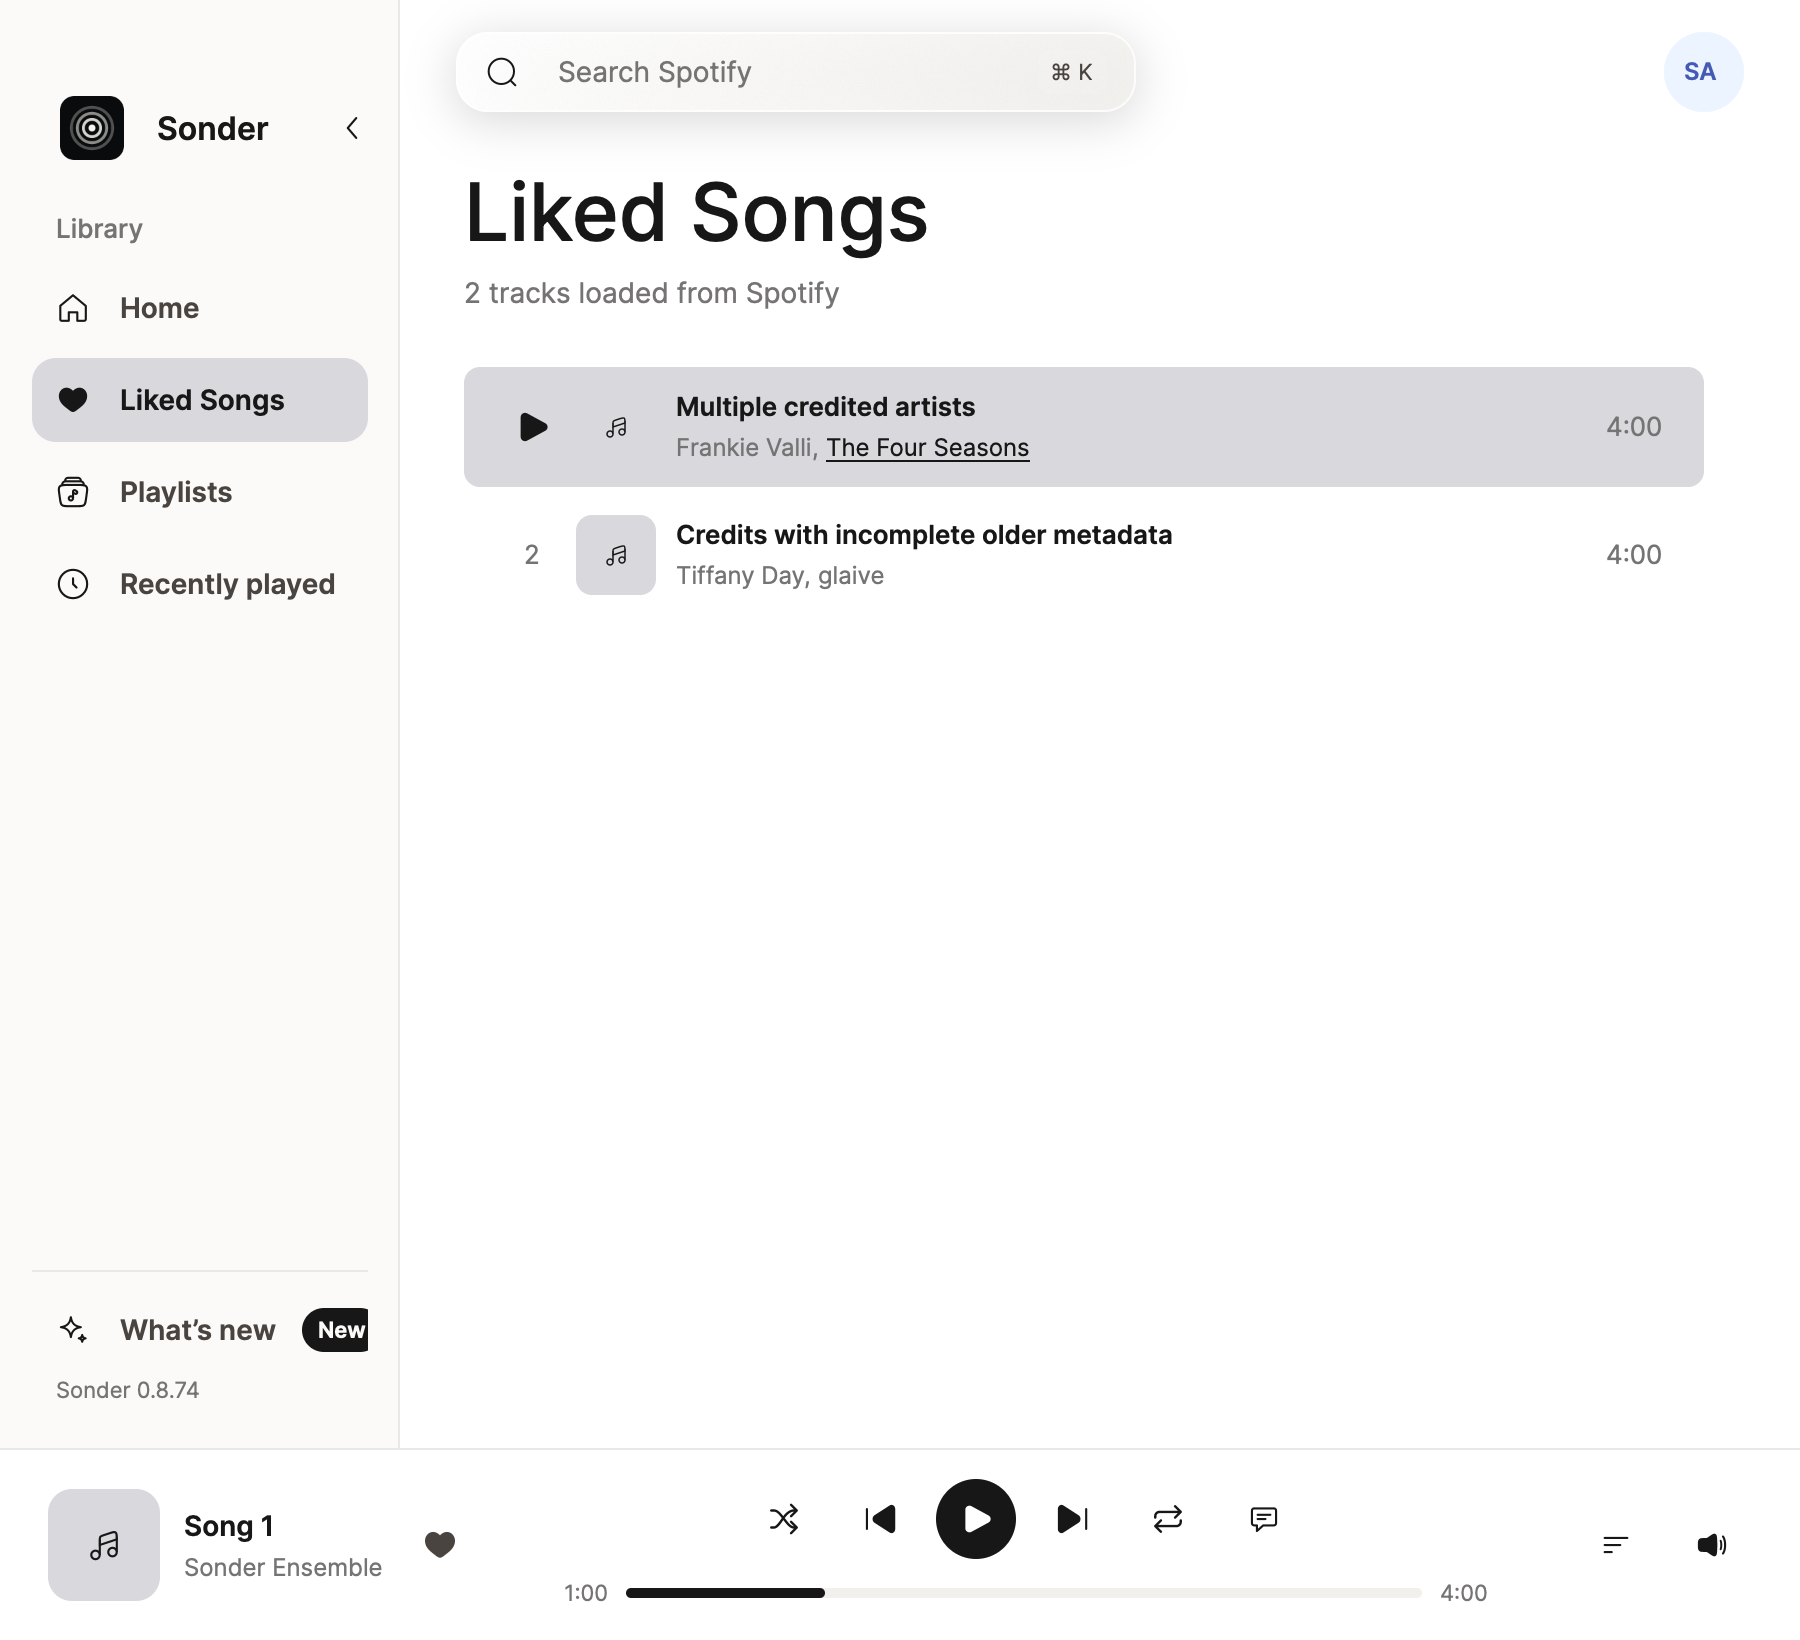 Sonder
Library
Home
Liked Songs
Playlists
Recently played
What’s new
New
Sonder 0.8.74
Search Spotify
⌘ K
SA
Liked Songs
2 tracks loaded from Spotify
Multiple credited artists
Frankie Valli, The Four Seasons
4:00
2
Credits with incomplete older metadata
Tiffany Day, glaive
4:00
Song 1
Sonder Ensemble
1:00
4:00